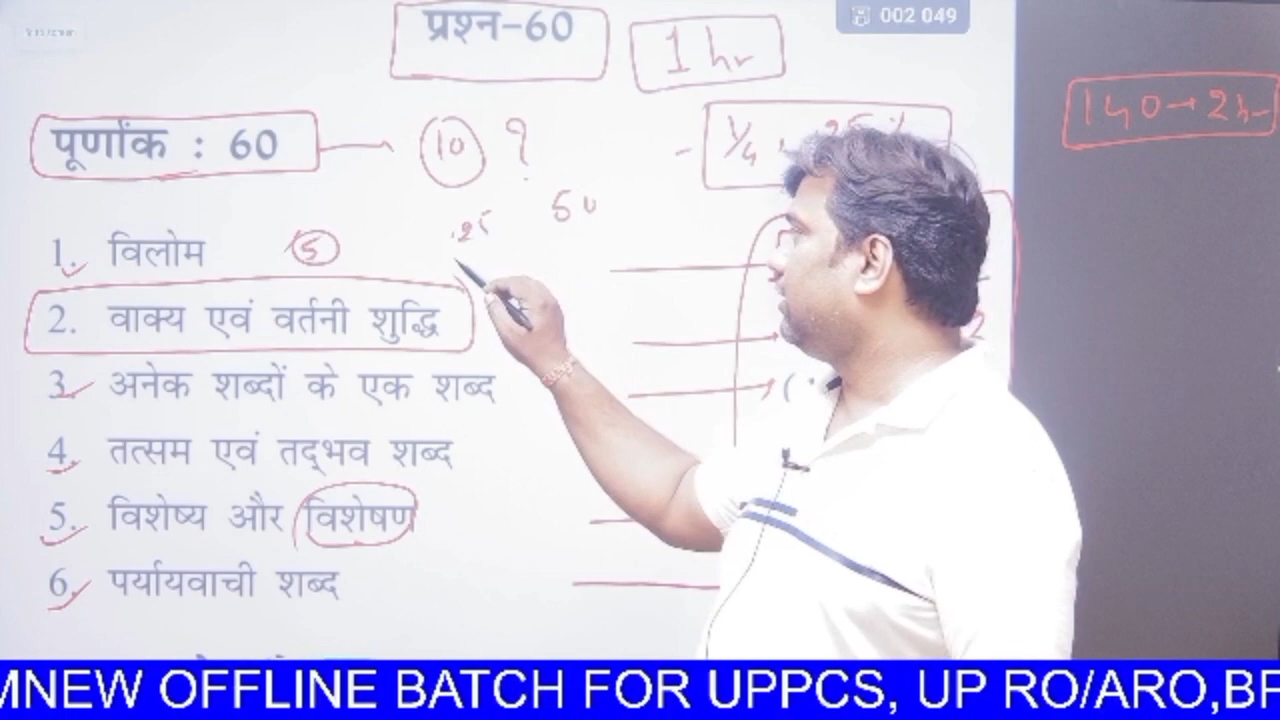 002 049
प्रश्न-60
1 hr
140→2 hr
पूर्णांक : 60
10 ?
1/4
.25
50
1. विलोम 5
2. वाक्य एवं वर्तनी शुद्धि
3. अनेक शब्दों के एक शब्द
4. तत्सम एवं तद्‌भव शब्द
5. विशेष्य और विशेषण
6. पर्यायवाची शब्द
NEW OFFLINE BATCH FOR UPPCS, UP RO/ARO,